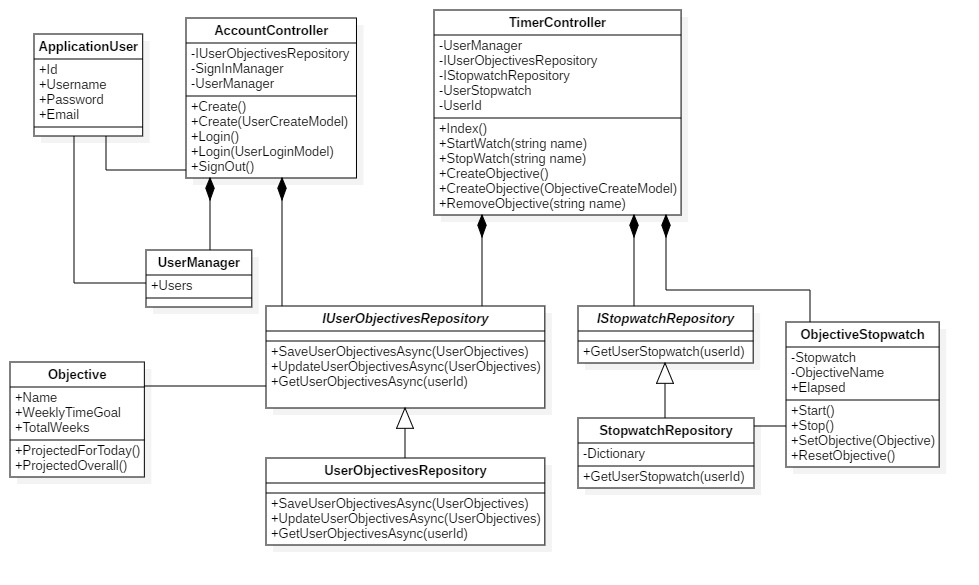 ApplicationUser
+Id
+Username
+Password
+Email
AccountController
-IUserObjectivesRepository
-SignInManager
-UserManager
+Create()
+Create(UserCreateModel)
+Login()
+Login(UserLoginModel)
+SignOut()
TimerController
-UserManager
-IUserObjectivesRepository
-IStopwatchRepository
-UserStopwatch
-UserId
+Index()
+StartWatch(string name)
+StopWatch(string name)
+CreateObjective()
+CreateObjective(ObjectiveCreateModel)
+RemoveObjective(string name)
UserManager
+Users
IUserObjectivesRepository
+SaveUserObjectivesAsync(UserObjectives)
+UpdateUserObjectivesAsync(UserObjectives)
+GetUserObjectivesAsync(userId)
IStopwatchRepository
+GetUserStopwatch(userId)
ObjectiveStopwatch
-Stopwatch
-ObjectiveName
+Elapsed
+Start()
+Stop()
+SetObjective(Objective)
+ResetObjective()
Objective
+Name
+WeeklyTimeGoal
+TotalWeeks
+ProjectedForToday()
+ProjectedOverall()
UserObjectivesRepository
+SaveUserObjectivesAsync(UserObjectives)
+UpdateUserObjectivesAsync(UserObjectives)
+GetUserObjectivesAsync(userId)
StopwatchRepository
-Dictionary
+GetUserStopwatch(userId)